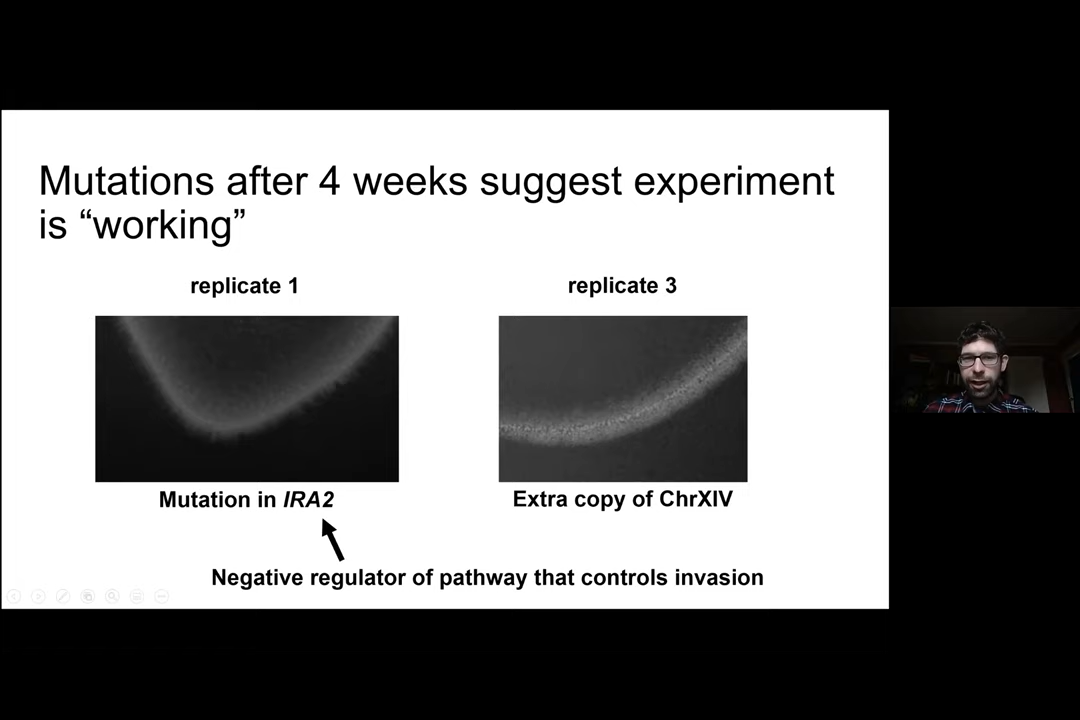 Mutations after 4 weeks suggest experiment
is “working”
replicate 1
replicate 3
Mutation in IRA2
Extra copy of ChrXIV
Negative regulator of pathway that controls invasion